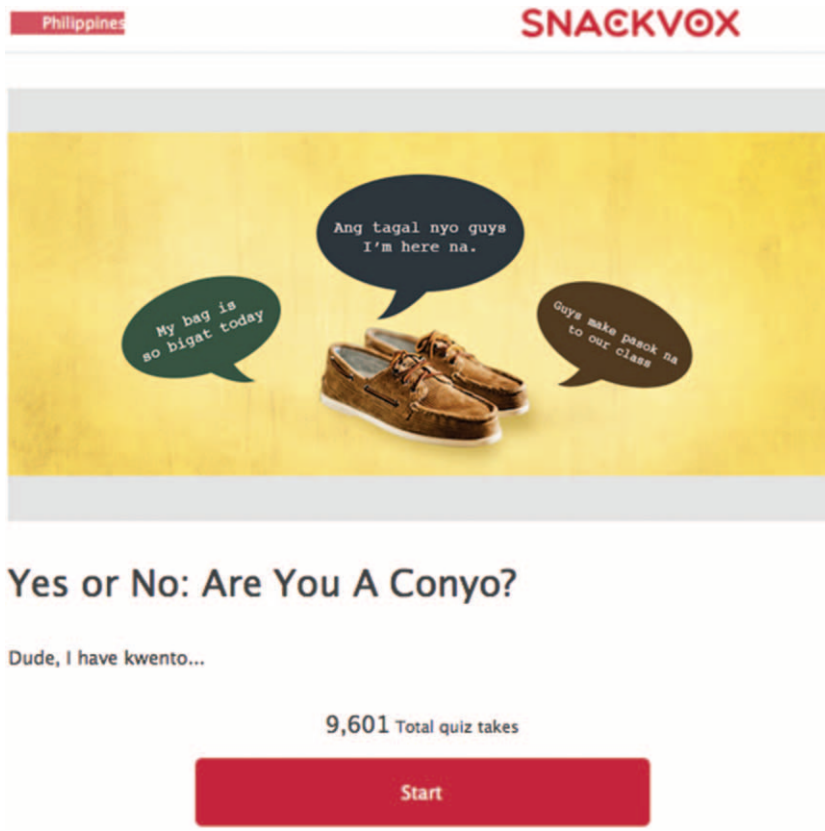 Philippines
SNACKVOX
Ang tagal nyo guys
I'm here na.
My bag is
so bigat today
Guys make pasok na
to our class
Yes or No: Are You A Conyo?
Dude, I have kwento...
9,601 Total quiz takes
Start